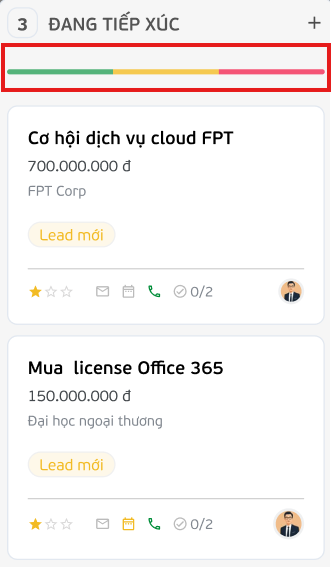 3 ĐANG TIẾP XÚC +
Cơ hội dịch vụ cloud FPT
700.000.000 đ
FPT Corp
Lead mới
0/2
Mua license Office 365
150.000.000 đ
Đại học ngoại thương
Lead mới
0/2